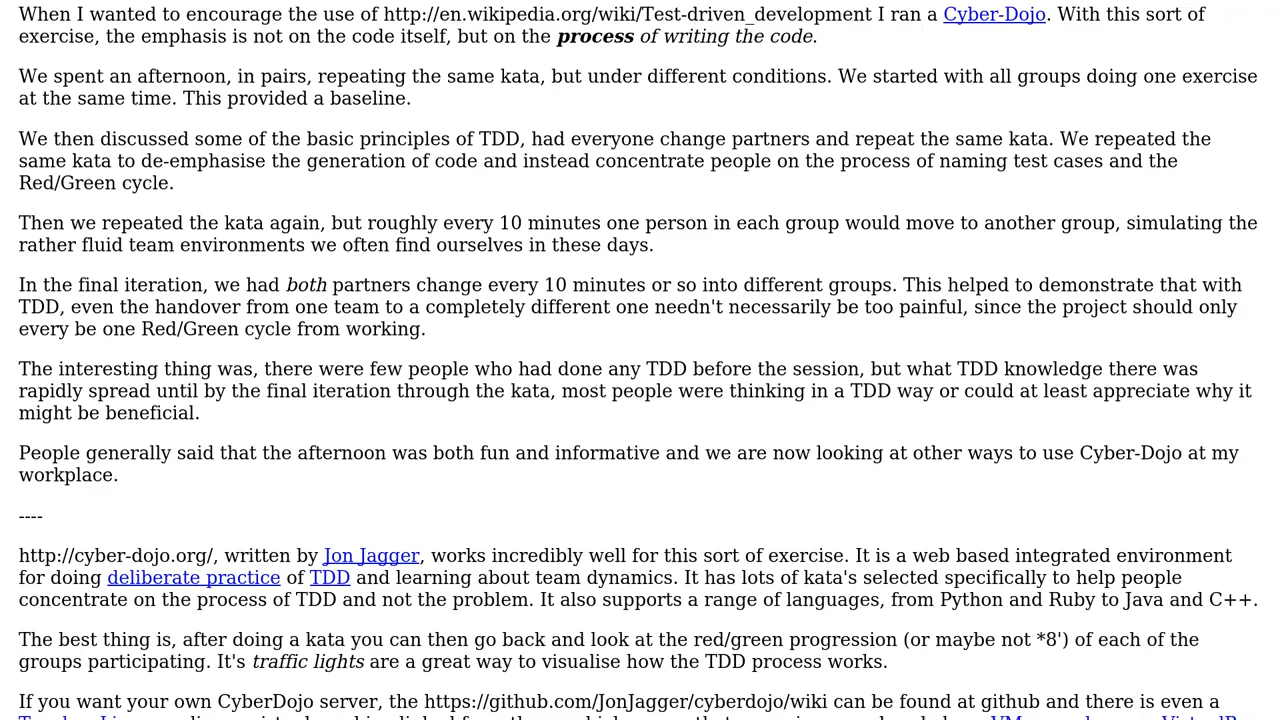 When I wanted to encourage the use of http://en.wikipedia.org/wiki/Test-driven_development I ran a Cyber-Dojo. With this sort of
exercise, the emphasis is not on the code itself, but on the process of writing the code.
We spent an afternoon, in pairs, repeating the same kata, but under different conditions. We started with all groups doing one exercise
at the same time. This provided a baseline.
We then discussed some of the basic principles of TDD, had everyone change partners and repeat the same kata. We repeated the
same kata to de-emphasise the generation of code and instead concentrate people on the process of naming test cases and the
Red/Green cycle.
Then we repeated the kata again, but roughly every 10 minutes one person in each group would move to another group, simulating the
rather fluid team environments we often find ourselves in these days.
In the final iteration, we had both partners change every 10 minutes or so into different groups. This helped to demonstrate that with
TDD, even the handover from one team to a completely different one needn't necessarily be too painful, since the project should only
every be one Red/Green cycle from working.
The interesting thing was, there were few people who had done any TDD before the session, but what TDD knowledge there was
rapidly spread until by the final iteration through the kata, most people were thinking in a TDD way or could at least appreciate why it
might be beneficial.
People generally said that the afternoon was both fun and informative and we are now looking at other ways to use Cyber-Dojo at my
workplace.
----
http://cyber-dojo.org/, written by Jon Jagger, works incredibly well for this sort of exercise. It is a web based integrated environment
for doing deliberate practice of TDD and learning about team dynamics. It has lots of kata's selected specifically to help people
concentrate on the process of TDD and not the problem. It also supports a range of languages, from Python and Ruby to Java and C++.
The best thing is, after doing a kata you can then go back and look at the red/green progression (or maybe not *8') of each of the
groups participating. It's traffic lights are a great way to visualise how the TDD process works.
If you want your own CyberDojo server, the https://github.com/JonJagger/cyberdojo/wiki can be found at github and there is even a